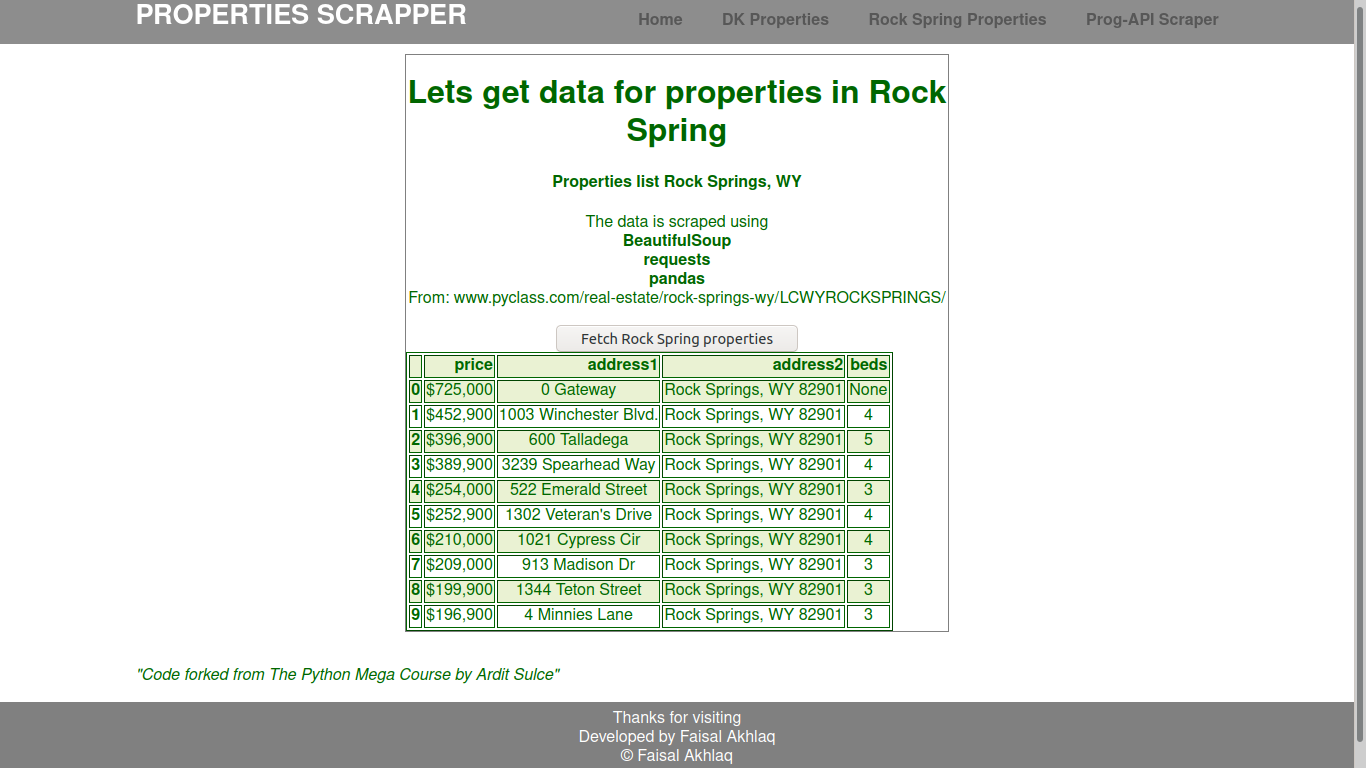 PROPERTIES SCRAPPER
Home DK Properties Rock Spring Properties Prog-API Scraper
Lets get data for properties in Rock
Spring
Properties list Rock Springs, WY
The data is scraped using
BeautifulSoup
requests
pandas
From: www.pyclass.com/real-estate/rock-springs-wy/LCWYROCKSPRINGS/
Fetch Rock Spring properties
price address1 address2 beds
0 $725,000 0 Gateway Rock Springs, WY 82901 None
1 $452,900 1003 Winchester Blvd. Rock Springs, WY 82901 4
2 $396,900 600 Talladega Rock Springs, WY 82901 5
3 $389,900 3239 Spearhead Way Rock Springs, WY 82901 4
4 $254,000 522 Emerald Street Rock Springs, WY 82901 3
5 $252,900 1302 Veteran's Drive Rock Springs, WY 82901 4
6 $210,000 1021 Cypress Cir Rock Springs, WY 82901 4
7 $209,000 913 Madison Dr Rock Springs, WY 82901 3
8 $199,900 1344 Teton Street Rock Springs, WY 82901 3
9 $196,900 4 Minnies Lane Rock Springs, WY 82901 3
"Code forked from The Python Mega Course by Ardit Sulce"
Thanks for visiting
Developed by Faisal Akhlaq
© Faisal Akhlaq